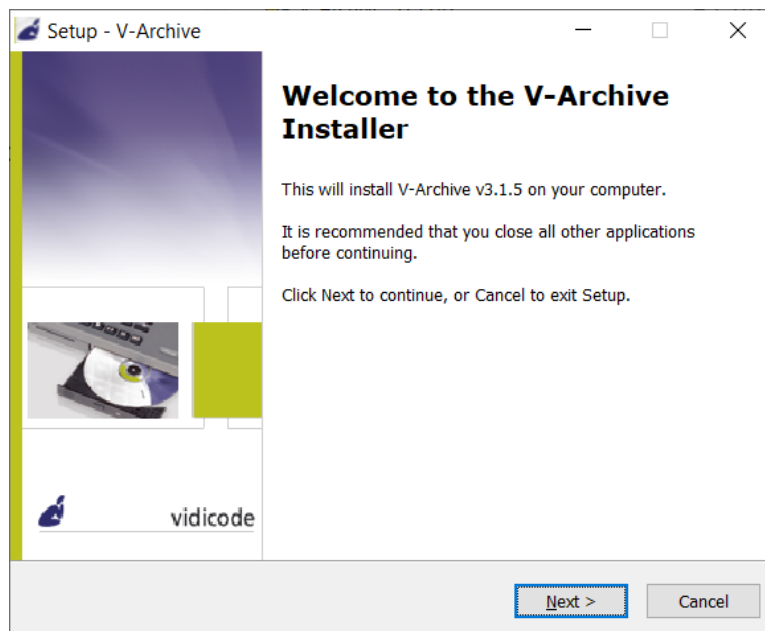 Setup - V-Archive
Welcome to the V-Archive
Installer
This will install V-Archive v3.1.5 on your computer.
It is recommended that you close all other applications
before continuing.
Click Next to continue, or Cancel to exit Setup.
vidicode
Next >
Cancel